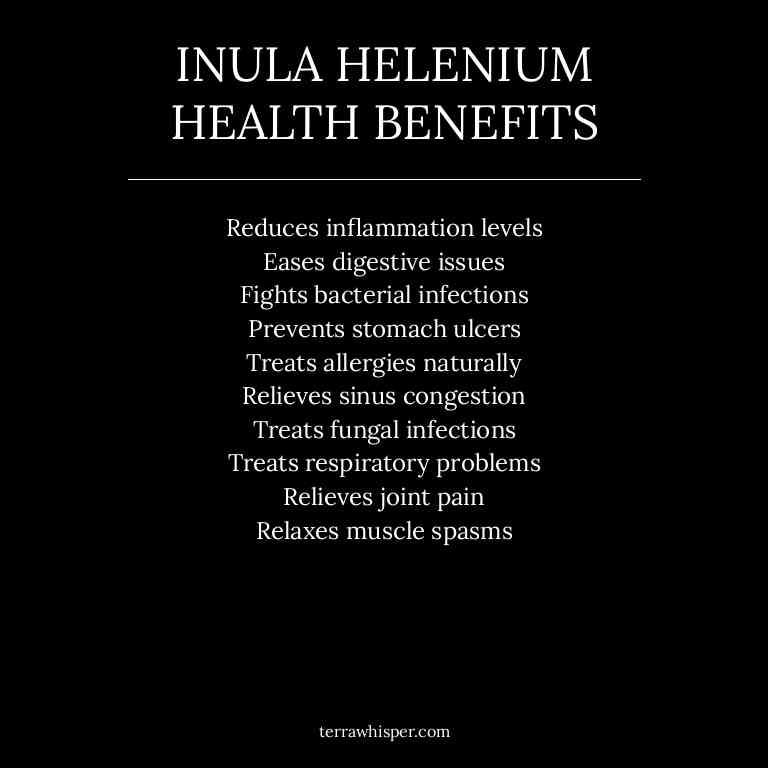 INULA HELENIUM
HEALTH BENEFITS
Reduces inflammation levels
Eases digestive issues
Fights bacterial infections
Prevents stomach ulcers
Treats allergies naturally
Relieves sinus congestion
Treats fungal infections
Treats respiratory problems
Relieves joint pain
Relaxes muscle spasms
terrawhisper.com